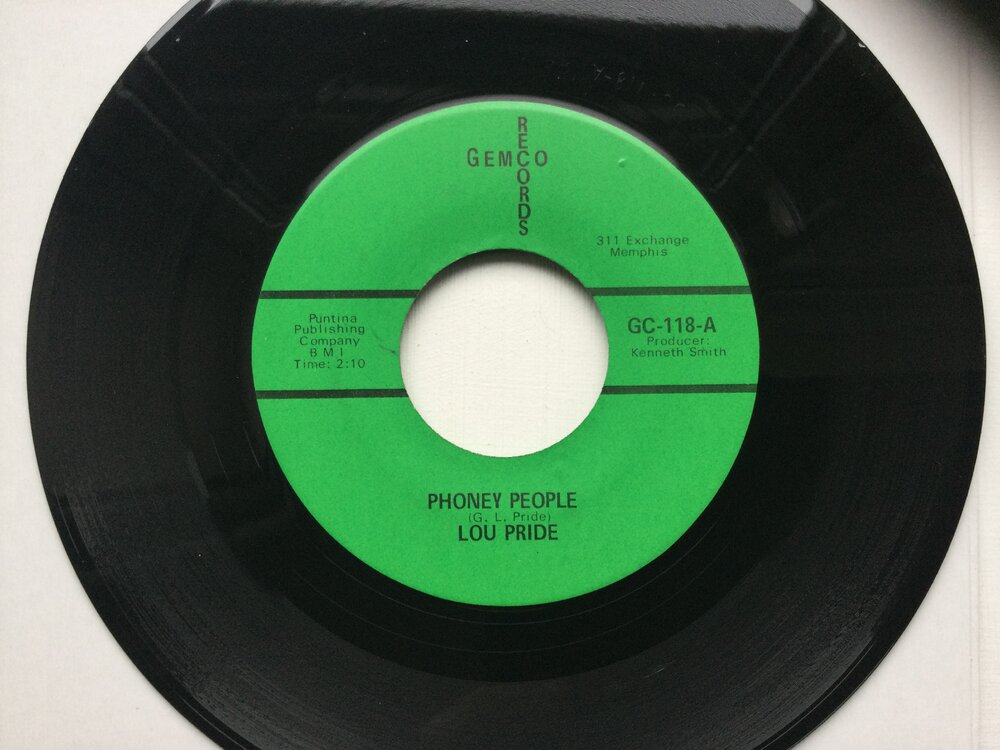 GEMCO
RECORDS
311 Exchange
Memphis
Puntina
Publishing
Company
B M I
Time: 2:10
GC-118-A
Producer:
Kenneth Smith
PHONEY PEOPLE
(G. L. Pride)
LOU PRIDE